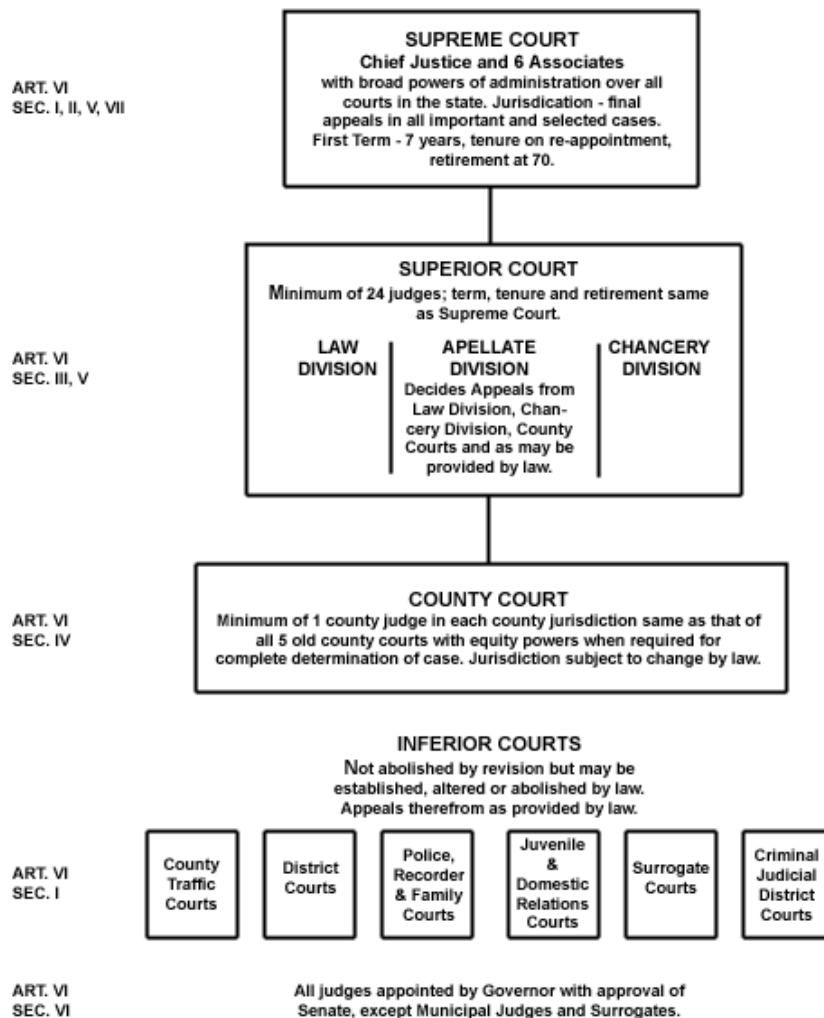 SUPREME COURT
Chief Justice and 6 Associates
with broad powers of administration over all
courts in the state. Jurisdication - final
appeals in all important and selected cases.
First Term - 7 years, tenure on re-appointment,
retirement at 70.
ART. VI
SEC. I, II, V, VII
SUPERIOR COURT
Minimum of 24 judges; term, tenure and retirement same
as Supreme Court.
LAW
DIVISION
APELLATE
DIVISION
Decides Appeals from
Law Division, Chan-
cery Division, County
Courts and as may be
provided by law.
CHANCERY
DIVISION
ART. VI
SEC. III, V
COUNTY COURT
Minimum of 1 county judge in each county jurisdiction same as that of
all 5 old county courts with equity powers when required for
complete determination of case. Jurisdiction subject to change by law.
ART. VI
SEC. IV
INFERIOR COURTS
Not abolished by revision but may be
established, altered or abolished by law.
Appeals therefrom as provided by law.
ART. VI
SEC. I
County
Traffic
Courts
District
Courts
Police,
Recorder
& Family
Courts
Juvenile
&
Domestic
Relations
Courts
Surrogate
Courts
Criminal
Judicial
District
Courts
ART. VI
SEC. VI
All judges appointed by Governor with approval of
Senate, except Municipal Judges and Surrogates.